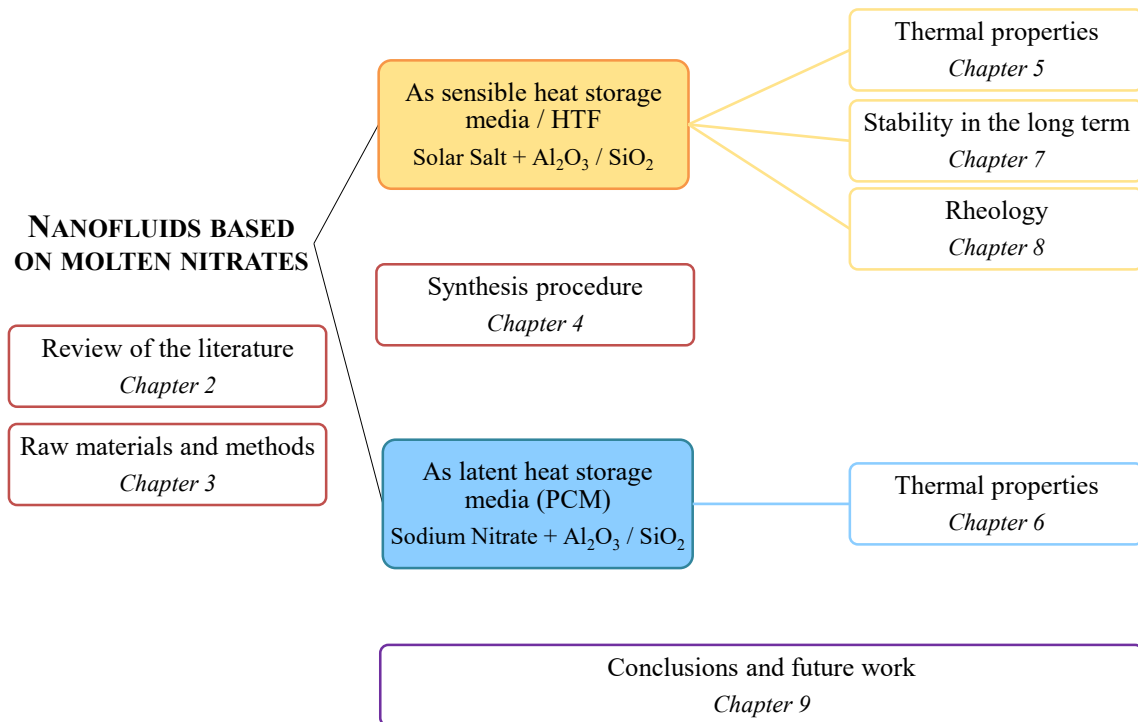 NANOFLUIDS BASED
ON MOLTEN NITRATES
Review of the literature
Chapter 2
Raw materials and methods
Chapter 3
As sensible heat storage
media / HTF
Solar Salt + Al₂O₃ / SiO₂
Synthesis procedure
Chapter 4
As latent heat storage
media (PCM)
Sodium Nitrate + Al₂O₃ / SiO₂
Thermal properties
Chapter 5
Stability in the long term
Chapter 7
Rheology
Chapter 8
Thermal properties
Chapter 6
Conclusions and future work
Chapter 9